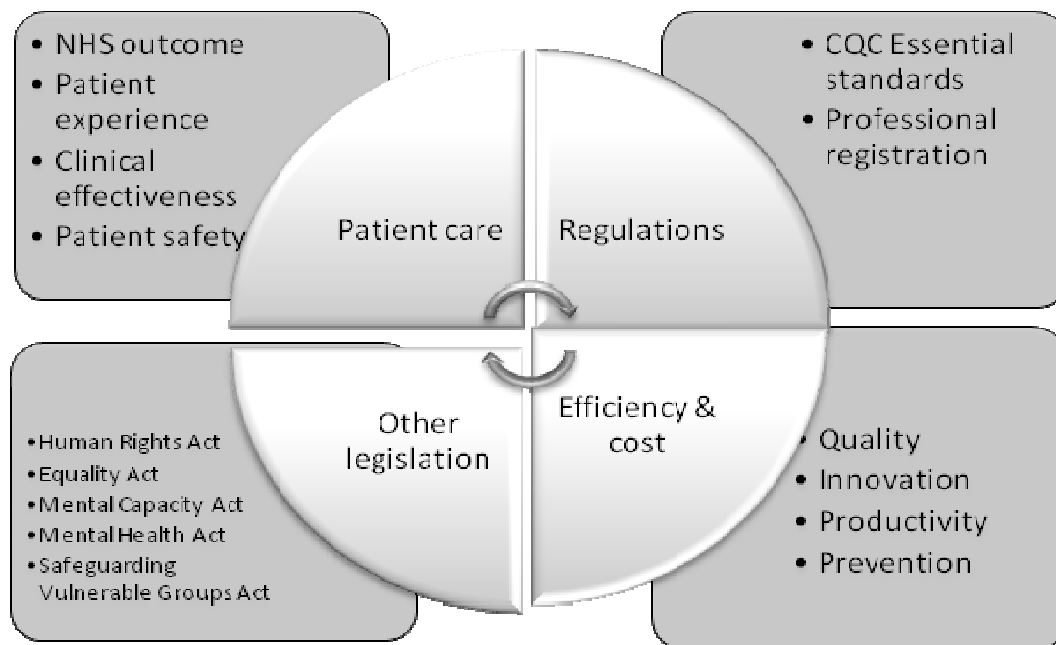 • NHS outcome
• Patient
experience
• Clinical
effectiveness
• Patient safety
• CQC Essential
standards
• Professional
registration
Patient care
Regulations
Other
legislation
Efficiency &
cost
• Human Rights Act
• Equality Act
• Mental Capacity Act
• Mental Health Act
• Safeguarding
Vulnerable Groups Act
• Quality
• Innovation
• Productivity
• Prevention